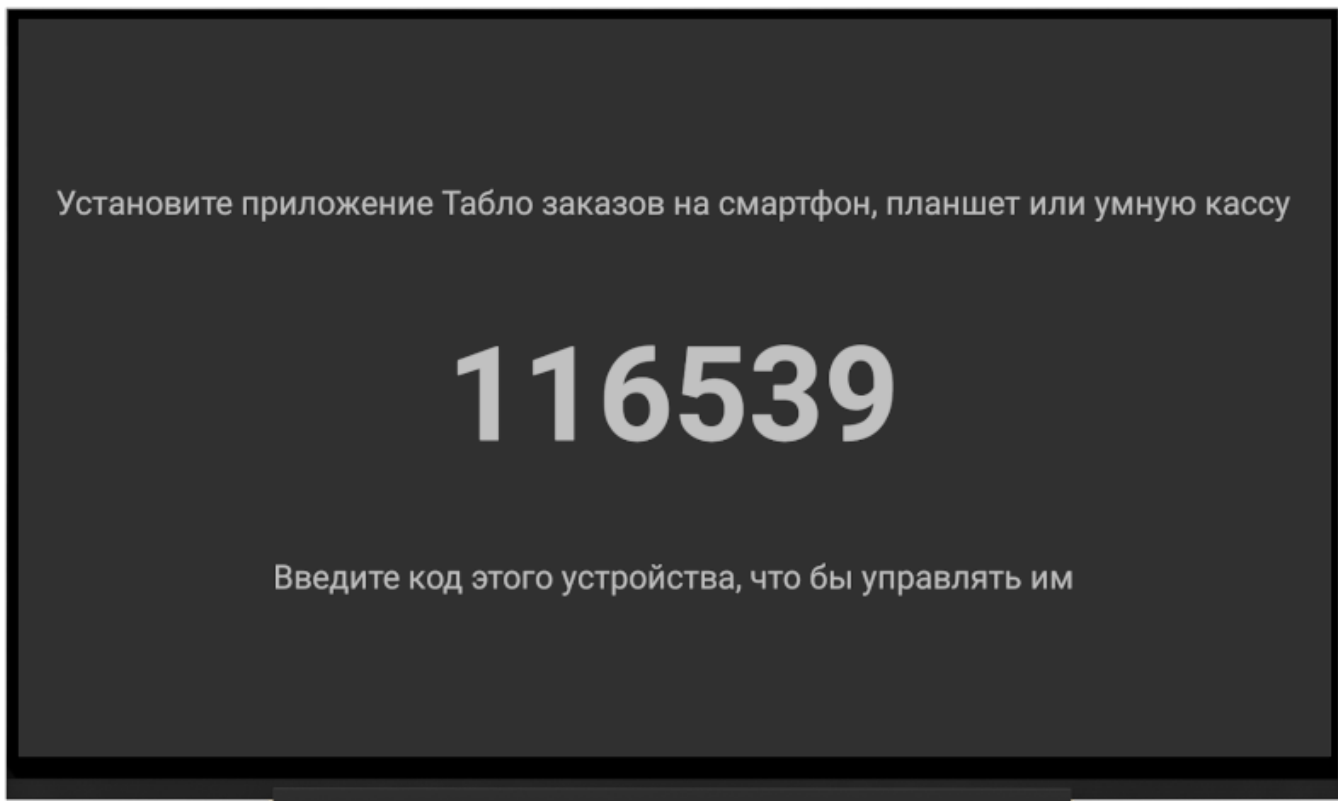 Установите приложение Табло заказов на смартфон, планшет или умную кассу
116539
Введите код этого устройства, что бы управлять им